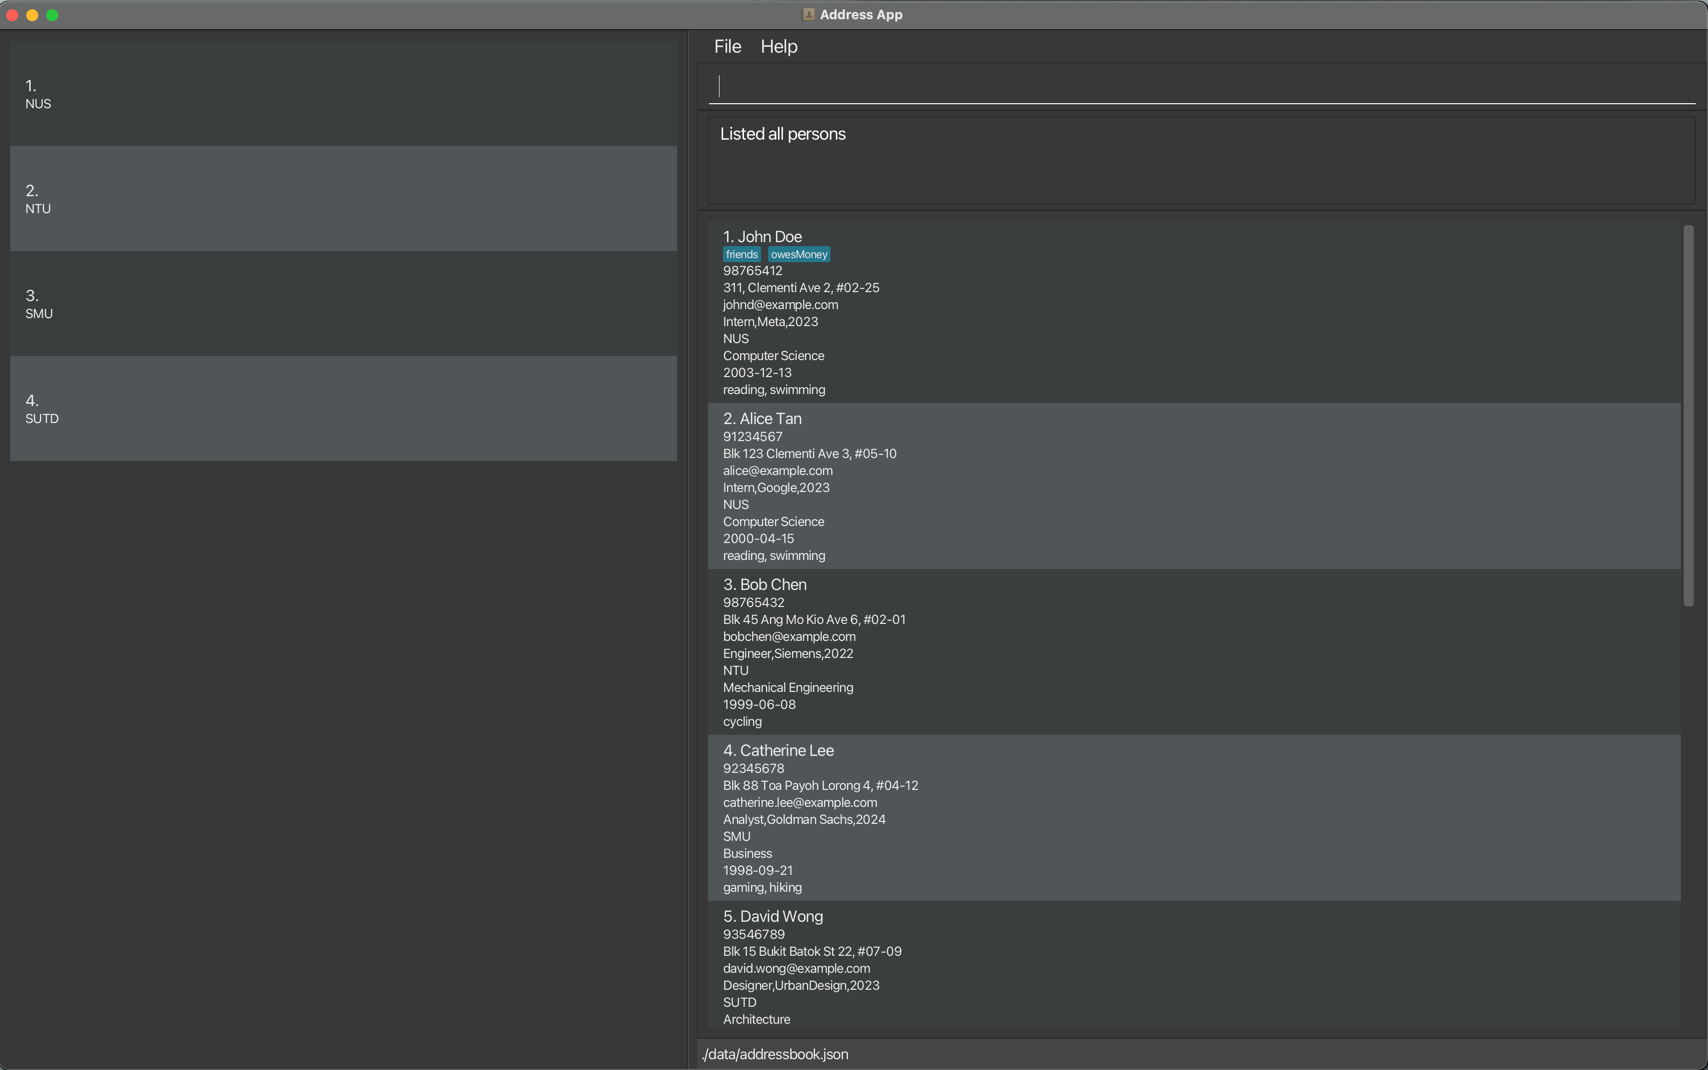 Address App
1.
NUS
2.
NTU
3.
SMU
4.
SUTD
File Help
Listed all persons
1. John Doe
friends owesMoney
98765412
311, Clementi Ave 2, #02-25
johnd@example.com
Intern,Meta,2023
NUS
Computer Science
2003-12-13
reading, swimming
2. Alice Tan
91234567
Blk 123 Clementi Ave 3, #05-10
alice@example.com
Intern,Google,2023
NUS
Computer Science
2000-04-15
reading, swimming
3. Bob Chen
98765432
Blk 45 Ang Mo Kio Ave 6, #02-01
bobchen@example.com
Engineer,Siemens,2022
NTU
Mechanical Engineering
1999-06-08
cycling
4. Catherine Lee
92345678
Blk 88 Toa Payoh Lorong 4, #04-12
catherine.lee@example.com
Analyst,Goldman Sachs,2024
SMU
Business
1998-09-21
gaming, hiking
5. David Wong
93546789
Blk 15 Bukit Batok St 22, #07-09
david.wong@example.com
Designer,UrbanDesign,2023
SUTD
Architecture
./data/addressbook.json